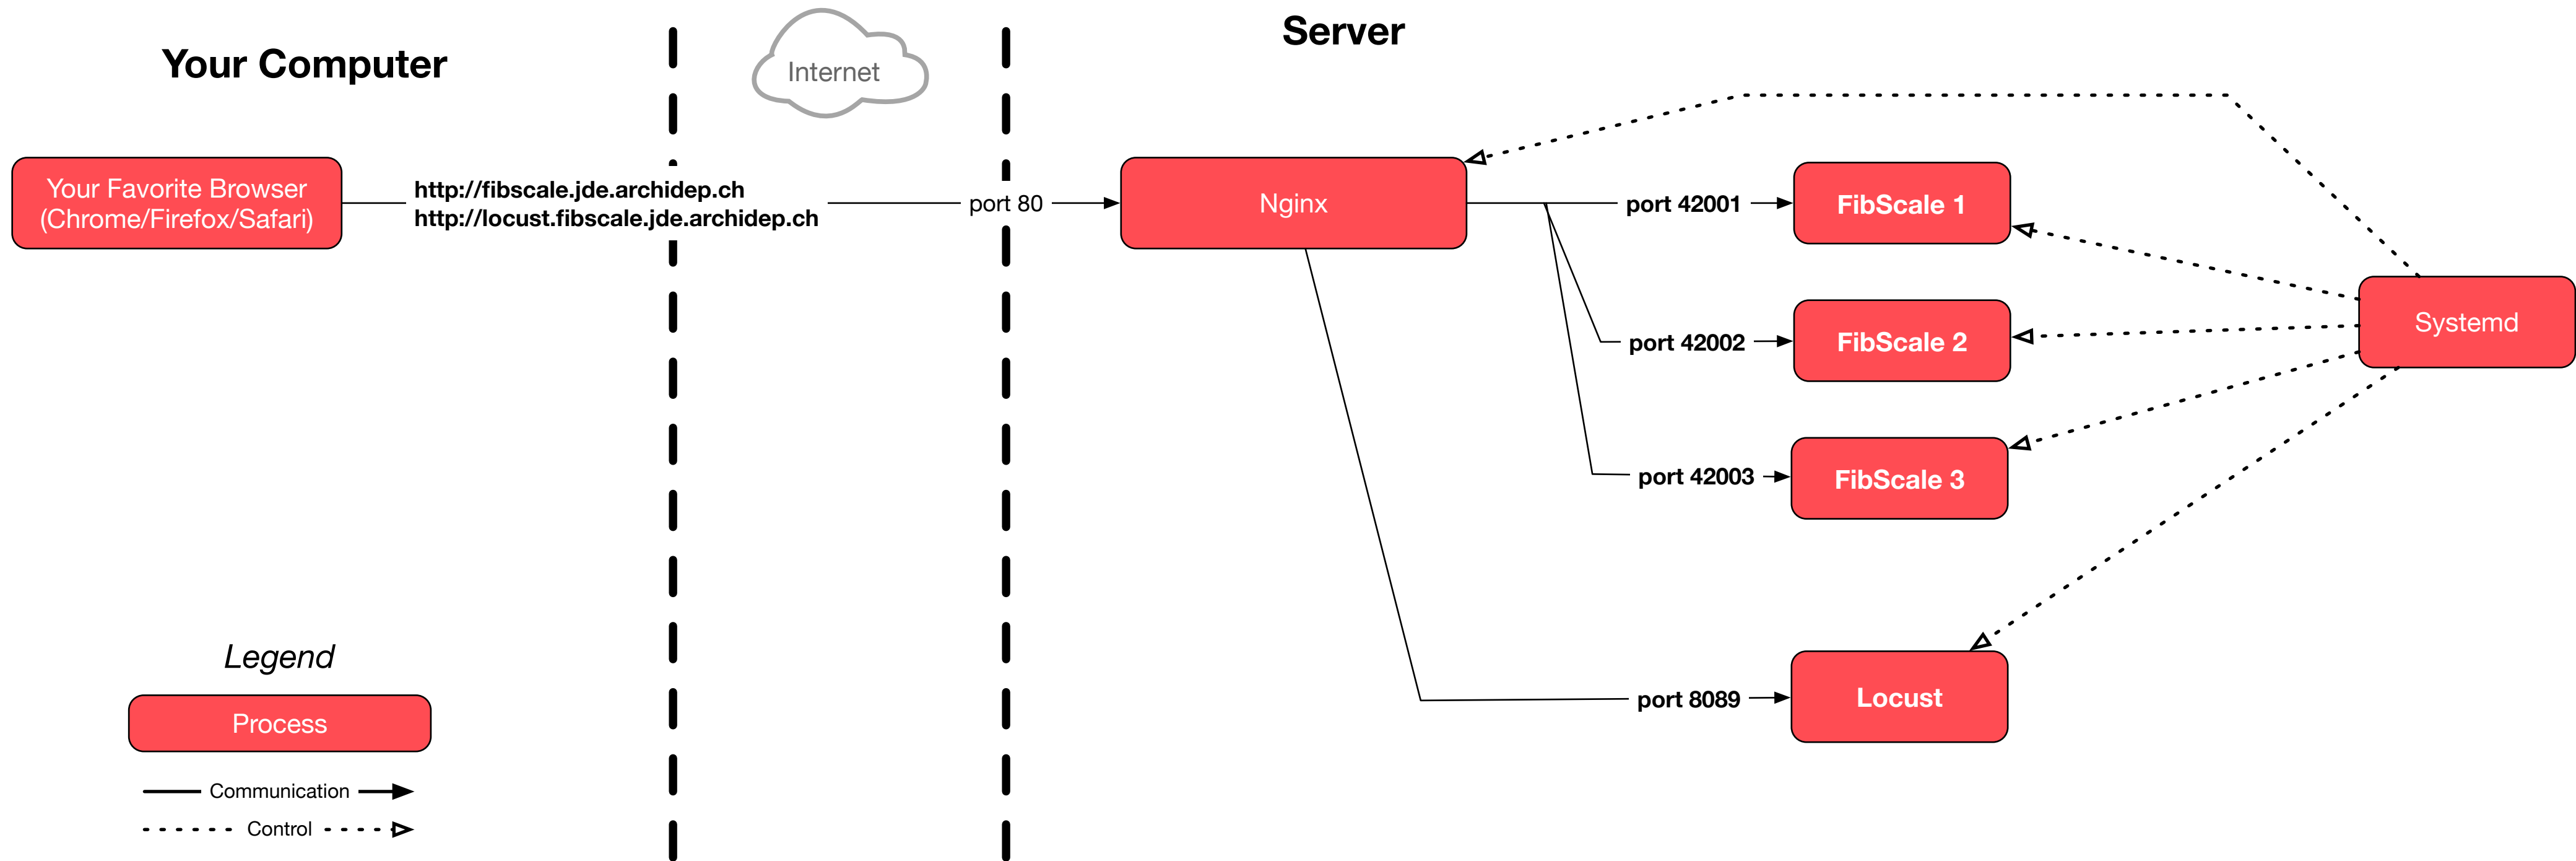 Your Computer
Internet
Server
Your Favorite Browser
(Chrome/Firefox/Safari)
http://fibscale.jde.archidep.ch
http://locust.fibscale.jde.archidep.ch
port 80
Nginx
port 42001
FibScale 1
port 42002
FibScale 2
Systemd
port 42003
FibScale 3
port 8089
Locust
Legend
Process
Communication
Control